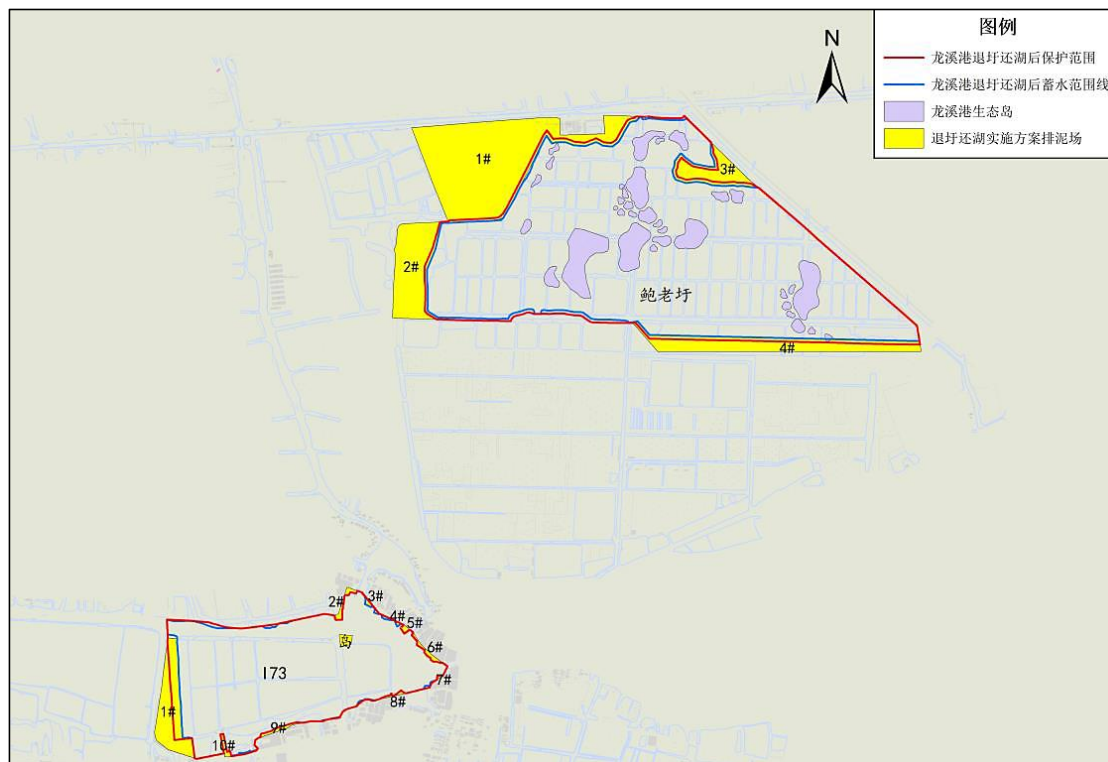 图例
龙溪港退圩还湖后保护范围
龙溪港退圩还湖后蓄水范围线
龙溪港生态岛
退圩还湖实施方案排泥场
N
1#
3#
2#
鲍老圩
4#
2#
3#
4#
5#
岛
6#
I73
7#
8#
1#
9#
10#